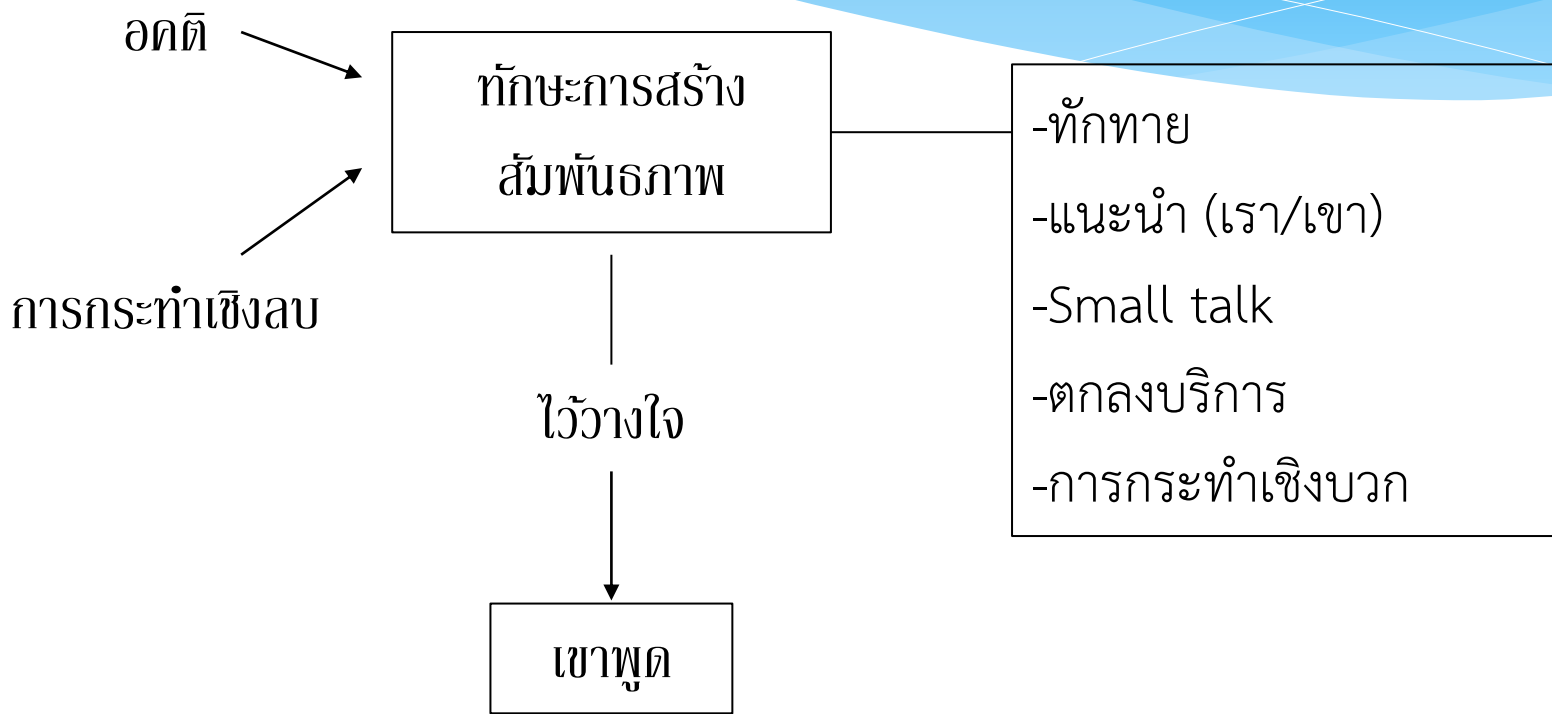 อคติ
ทักษะการสร้าง
สัมพันธภาพ
การกระทำเชิงลบ
-ทักทาย
-แนะนำ (เรา/เขา)
-Small talk
-ตกลงบริการ
-การกระทำเชิงบวก
ไว้วางใจ
เขาพูด